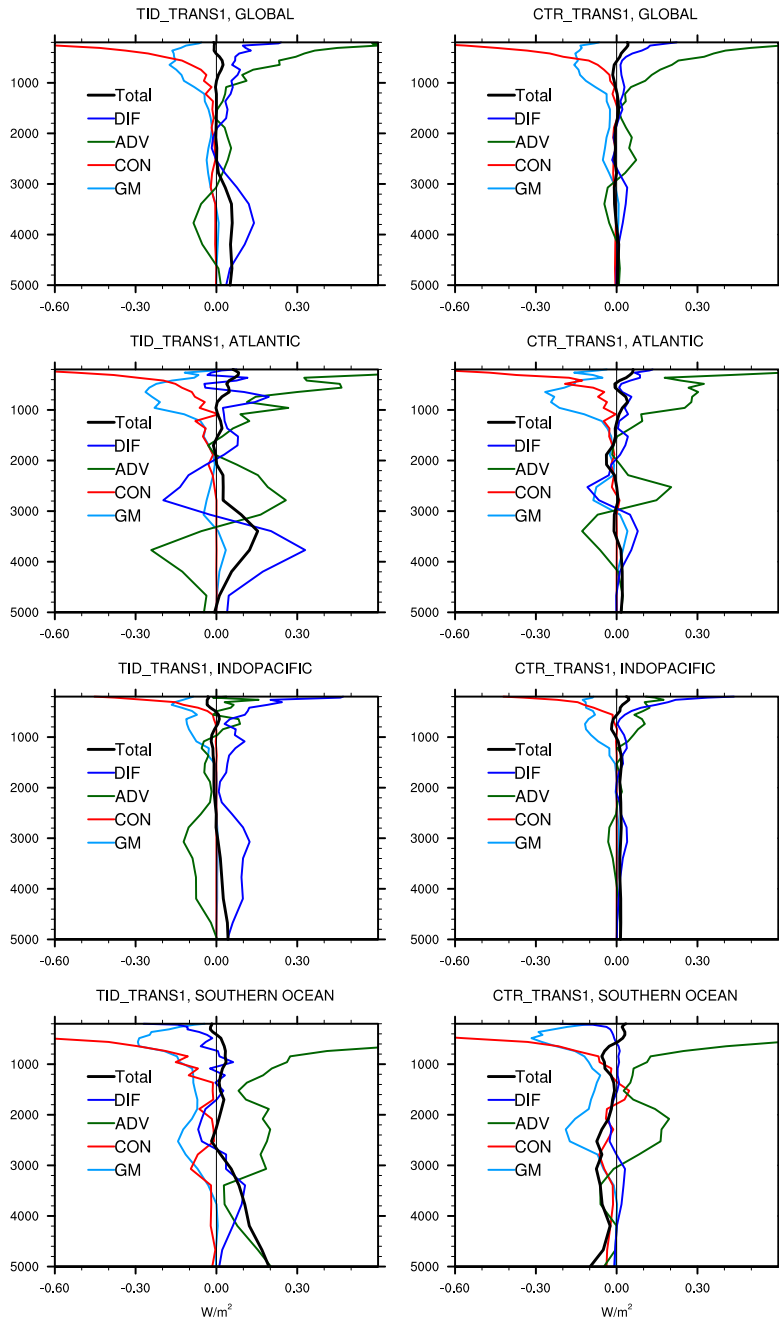 TID_TRANS1, GLOBAL
1000
2000
3000
4000
5000
Total
DIF
ADV
CON
GM
-0.60 -0.30 0.00 0.30
CTR_TRANS1, GLOBAL
1000
2000
3000
4000
5000
Total
DIF
ADV
CON
GM
-0.60 -0.30 0.00 0.30
TID_TRANS1, ATLANTIC
1000
2000
3000
4000
5000
Total
DIF
ADV
CON
GM
-0.60 -0.30 0.00 0.30
CTR_TRANS1, ATLANTIC
1000
2000
3000
4000
5000
Total
DIF
ADV
CON
GM
-0.60 -0.30 0.00 0.30
TID_TRANS1, INDOPACIFIC
1000
2000
3000
4000
5000
Total
DIF
ADV
CON
GM
-0.60 -0.30 0.00 0.30
CTR_TRANS1, INDOPACIFIC
1000
2000
3000
4000
5000
Total
DIF
ADV
CON
GM
-0.60 -0.30 0.00 0.30
TID_TRANS1, SOUTHERN OCEAN
1000
2000
3000
4000
5000
Total
DIF
ADV
CON
GM
-0.60 -0.30 0.00 0.30
W/m²
CTR_TRANS1, SOUTHERN OCEAN
1000
2000
3000
4000
5000
Total
DIF
ADV
CON
GM
-0.60 -0.30 0.00 0.30
W/m²